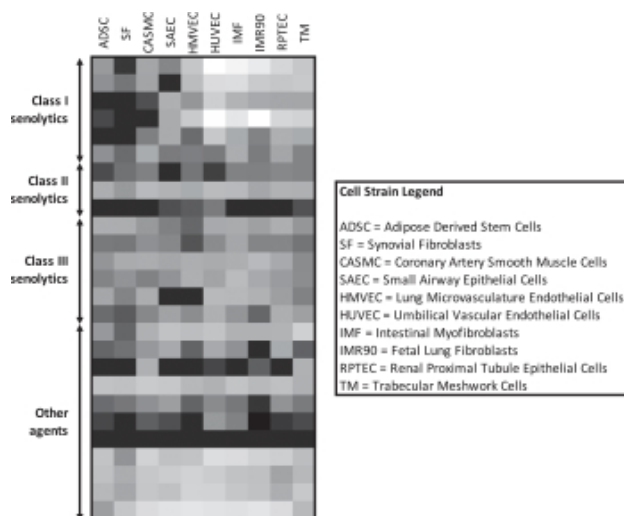 ADSC
SF
CASMC
SAEC
HMVEC
HUVEC
IMF
IMR90
RPTEC
TM
Class I
senolytics
Class II
senolytics
Class III
senolytics
Other
agents
Cell Strain Legend
ADSC = Adipose Derived Stem Cells
SF = Synovial Fibroblasts
CASMC = Coronary Artery Smooth Muscle Cells
SAEC = Small Airway Epithelial Cells
HMVEC = Lung Microvasculature Endothelial Cells
HUVEC = Umbilical Vascular Endothelial Cells
IMF = Intestinal Myofibroblasts
IMR90 = Fetal Lung Fibroblasts
RPTEC = Renal Proximal Tubule Epithelial Cells
TM = Trabecular Meshwork Cells